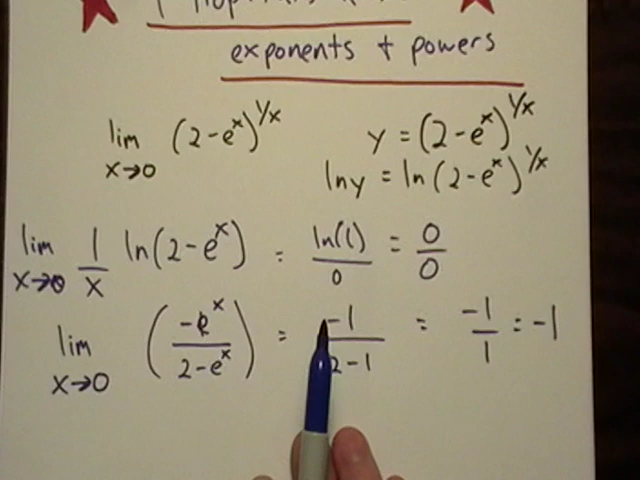 exponents + powers
lim x→0 (2-e^x)^1/x
y = (2-e^x)^1/x
ln y = ln(2-e^x)^1/x
lim x→0 1/x ln(2-e^x) = ln(1)/0 = 0/0
lim x→0 (-e^x/2-e^x) = -1/2-1 = -1/1 = -1